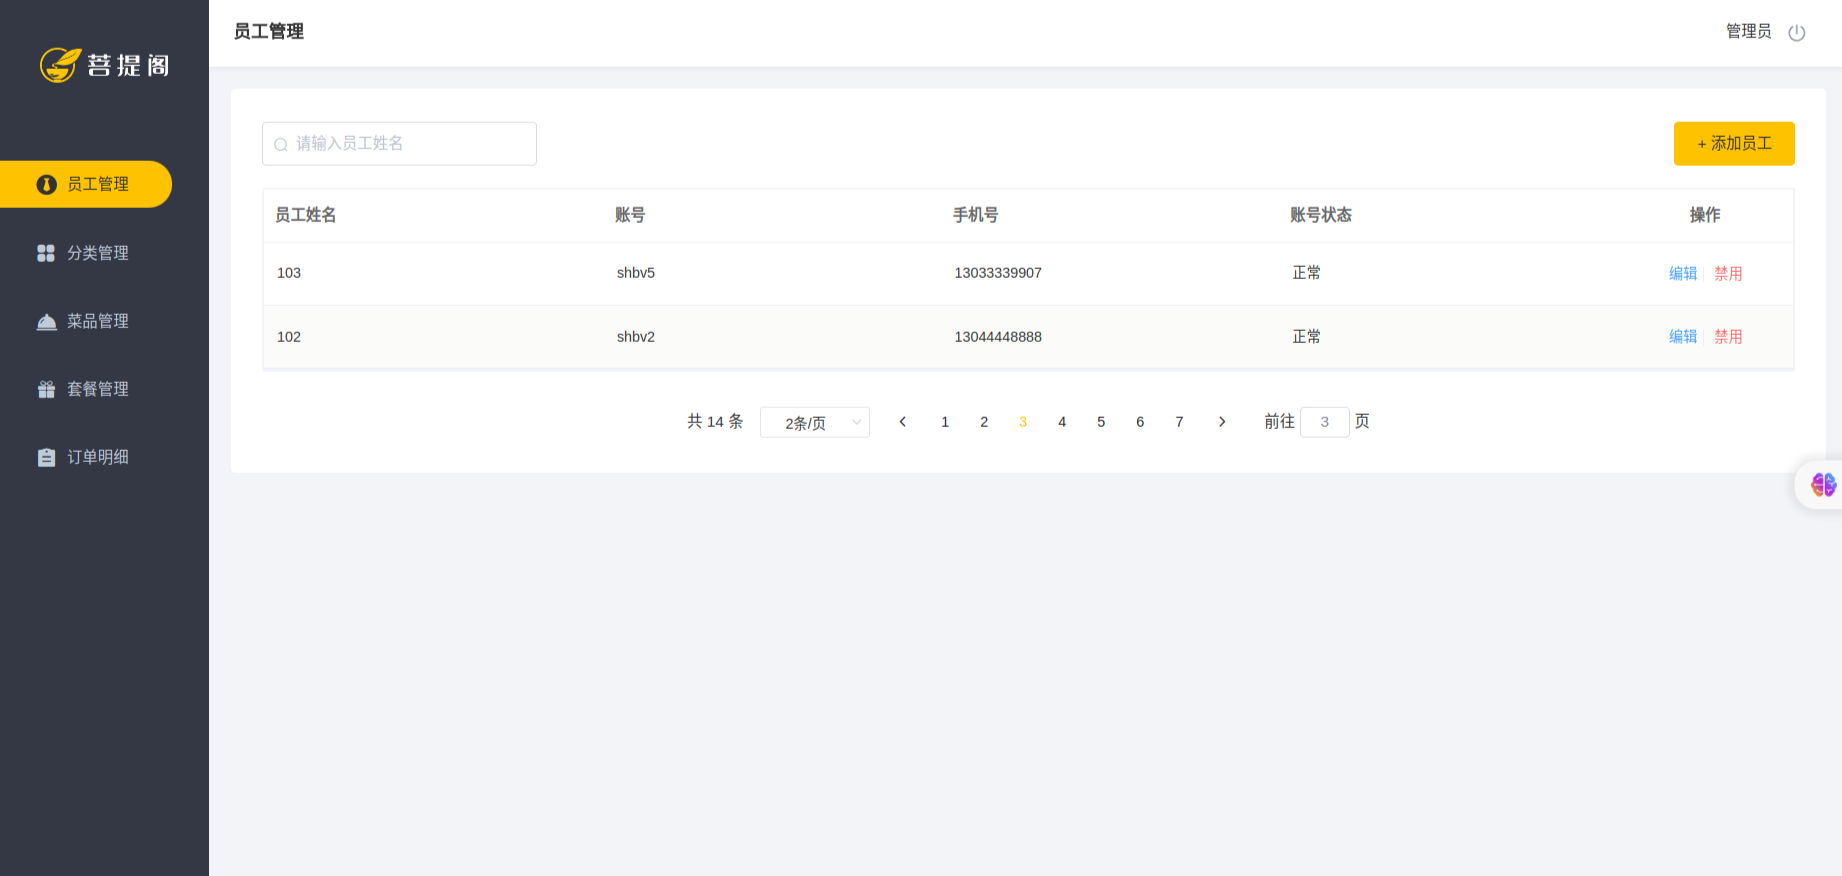 菩提阁
员工管理
分类管理
菜品管理
套餐管理
订单明细
员工管理
管理员
请输入员工姓名
+ 添加员工
员工姓名 账号 手机号 账号状态 操作
103 shbv5 13033339907 正常 编辑 禁用
102 shbv2 13044448888 正常 编辑 禁用
共 14 条 2条/页 1 2 3 4 5 6 7 前往 3 页